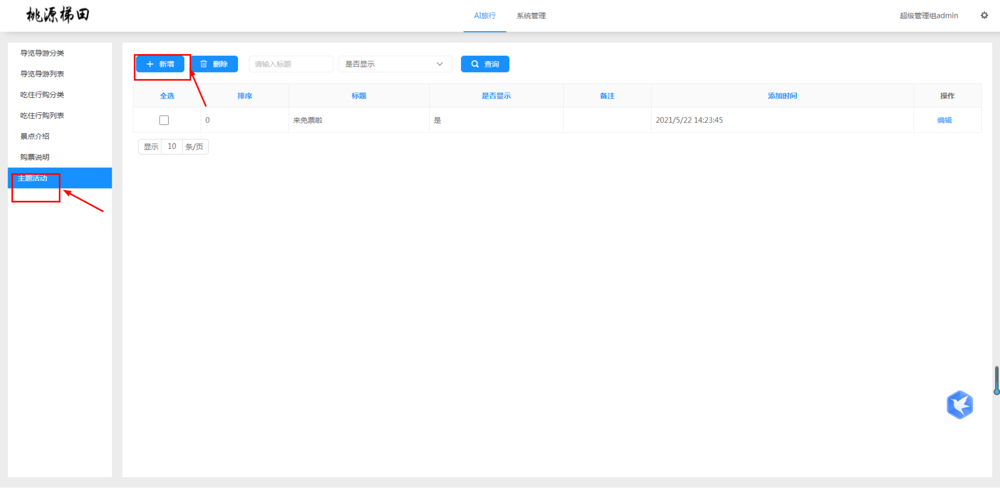 桃源梯田
AI旅行 系统管理
超级管理组admin
导览导游分类
导览导游列表
吃住行购分类
吃住行购列表
景点介绍
购票说明
主题活动
新增 删除 请输入标题 是否显示 查询
全选 排序 标题 是否显示 备注 添加时间 操作
0 来免票啦 是 2021/5/22 14:23:45 编辑
显示 10 条/页